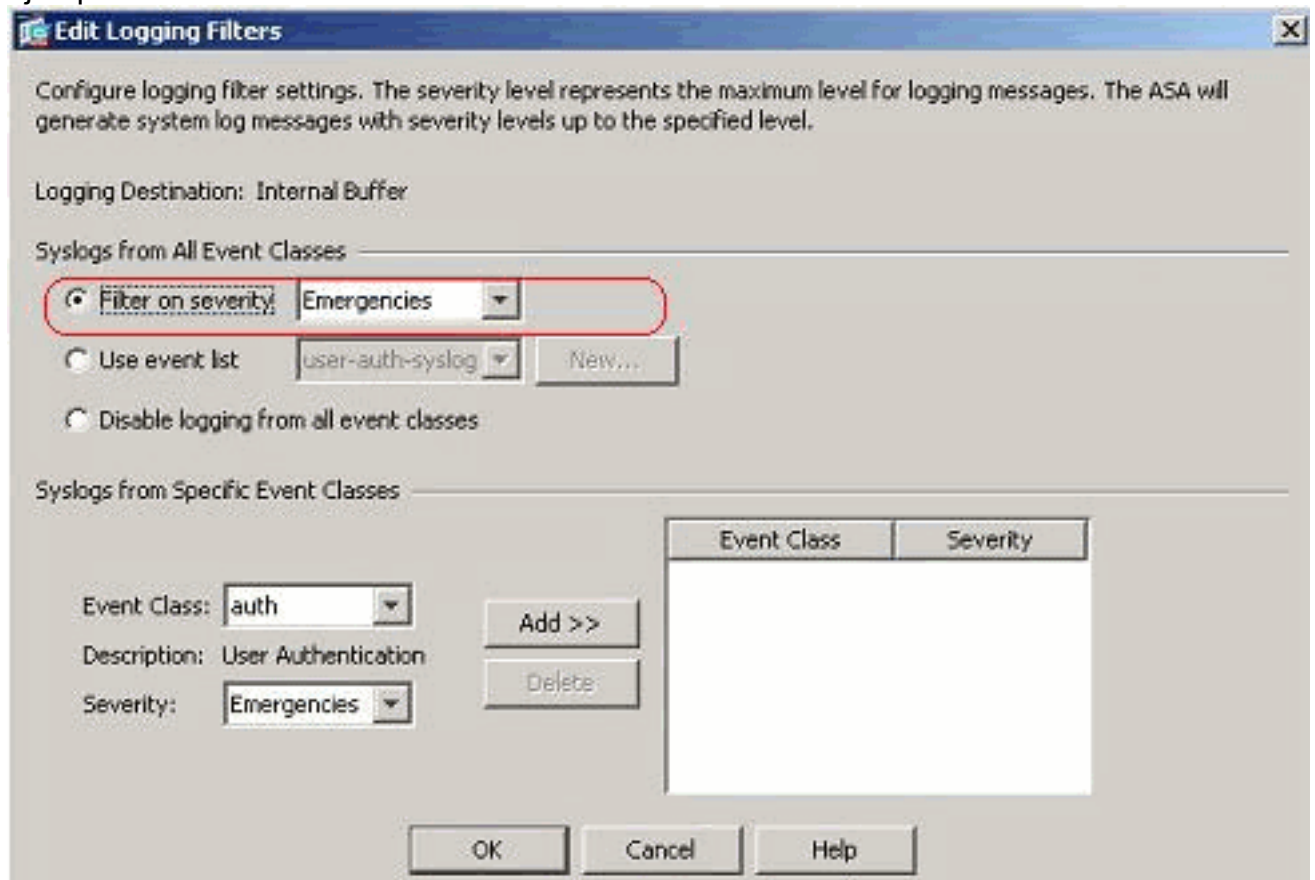 Edit Logging Filters
Configure logging filter settings. The severity level represents the maximum level for logging messages. The ASA will
generate system log messages with severity levels up to the specified level.
Logging Destination: Internal Buffer
Syslogs from All Event Classes
Filter on severity Emergencies
Use event list user-auth-syslog New...
Disable logging from all event classes
Syslogs from Specific Event Classes
Event Class Severity
Event Class: auth
Add >>
Description: User Authentication
Delete
Severity: Emergencies
OK Cancel Help